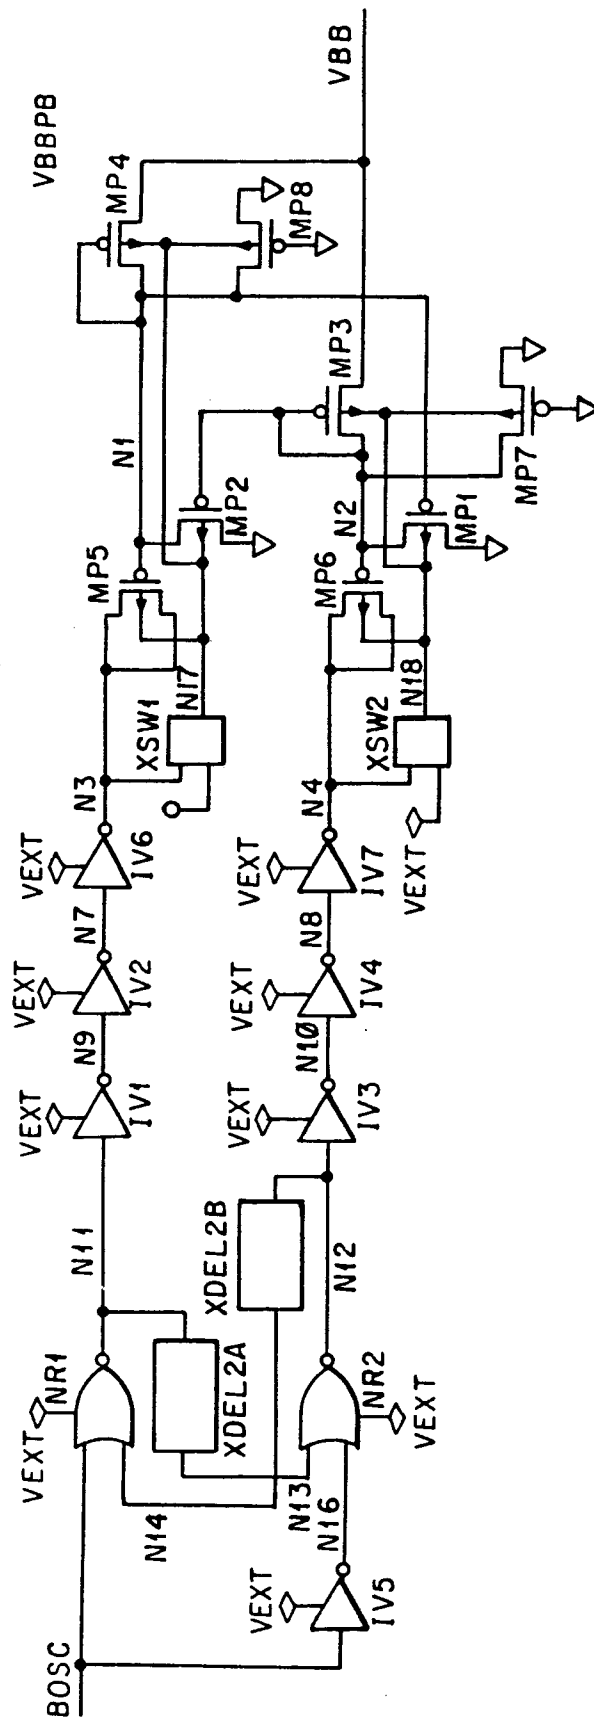 VBBPB
BOSC
VEXT
NR1
N14
XDEL2A
N11
VEXT
IV1
N9
VEXT
IV2
N7
VEXT
IV6
N3
XSW1
N17
MP5
MP2
N1
MP4
MP8
VBB
VEXT
IV5
N16
N13
NR2
VEXT
XDEL2B
N12
VEXT
IV3
N10
VEXT
IV4
N8
VEXT
IV7
N4
VEXT
XSW2
N18
MP6
MP1
N2
MP3
MP7